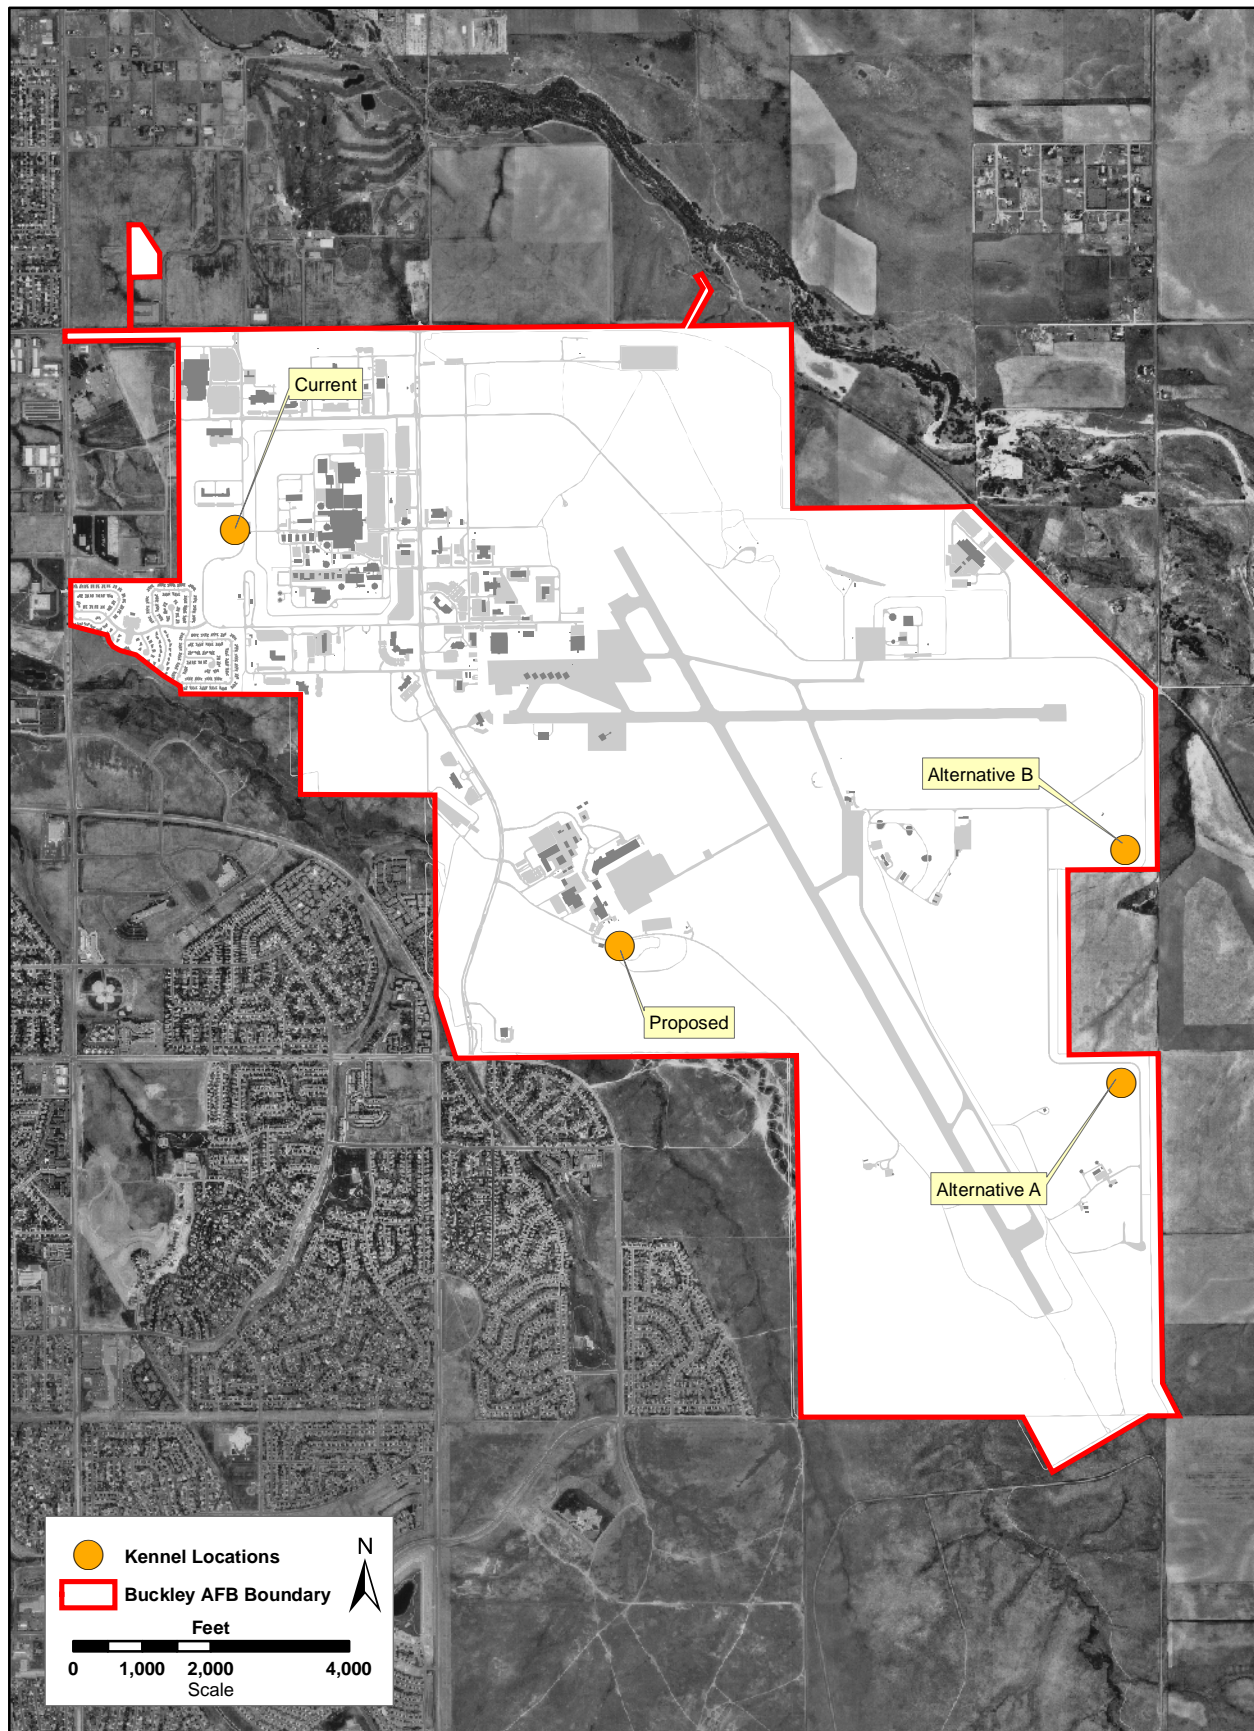 Current
Alternative B
Proposed
Alternative A
N
Kennel Locations
Buckley AFB Boundary
Feet
0 1,000 2,000 4,000
Scale